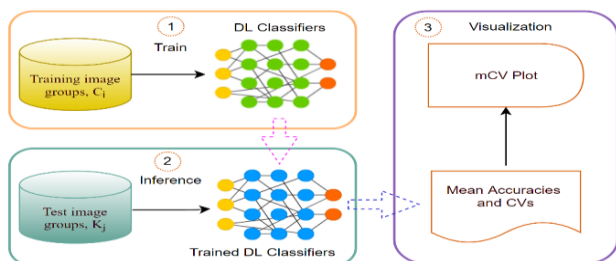 1
Train
DL Classifiers
Training image
groups, Cᵢ
2
Inference
Test image
groups, Kⱼ
Trained DL Classifiers
3
Visualization
mCV Plot
Mean Accuracies
and CVs